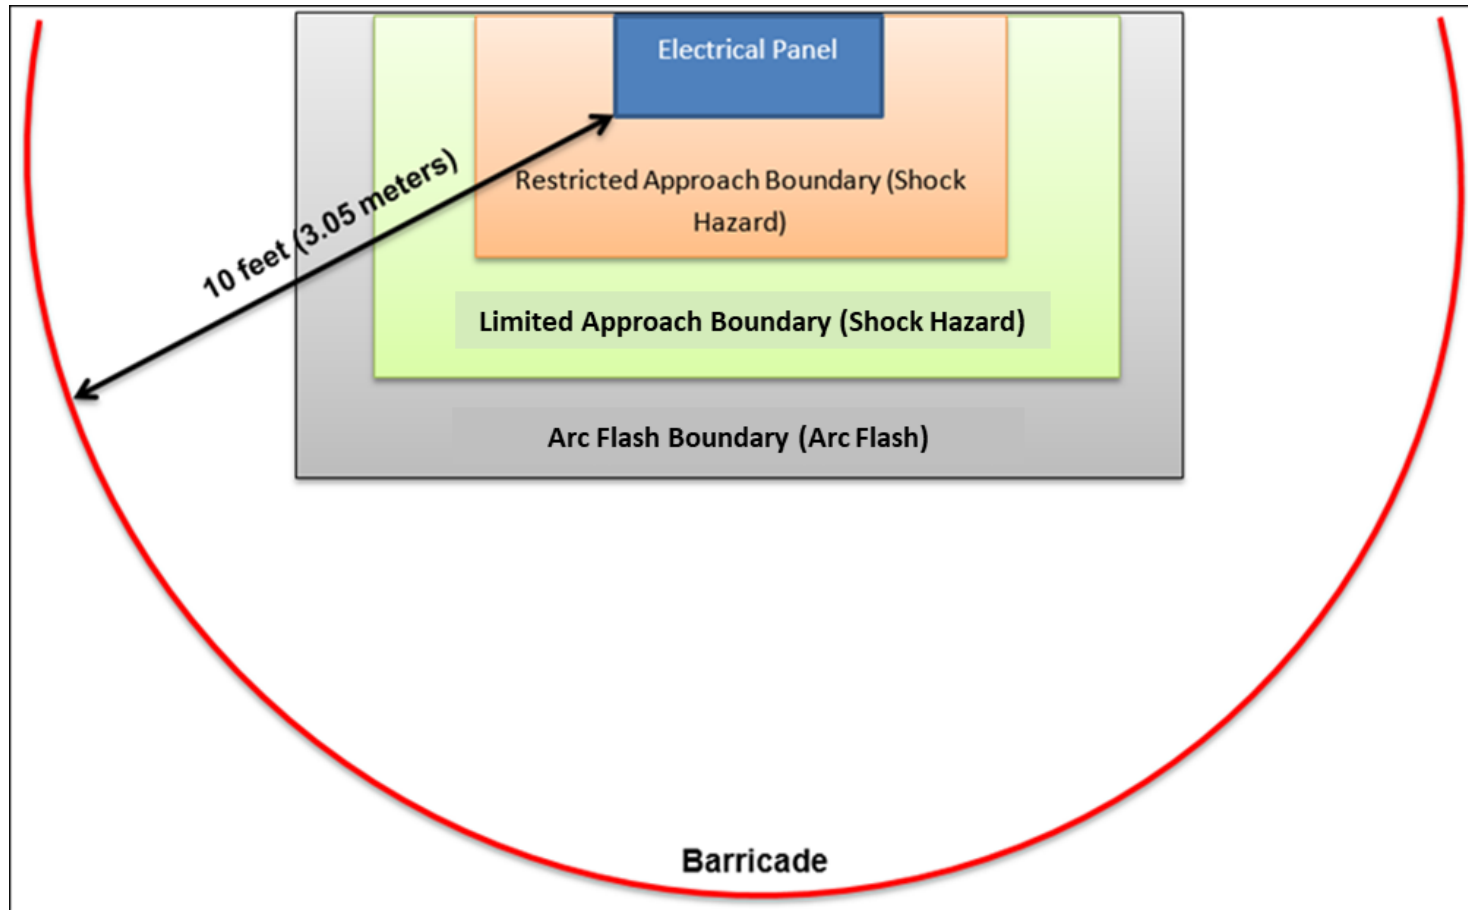 Electrical Panel
10 feet (3.05 meters)
Restricted Approach Boundary (Shock
Hazard)
Limited Approach Boundary (Shock Hazard)
Arc Flash Boundary (Arc Flash)
Barricade